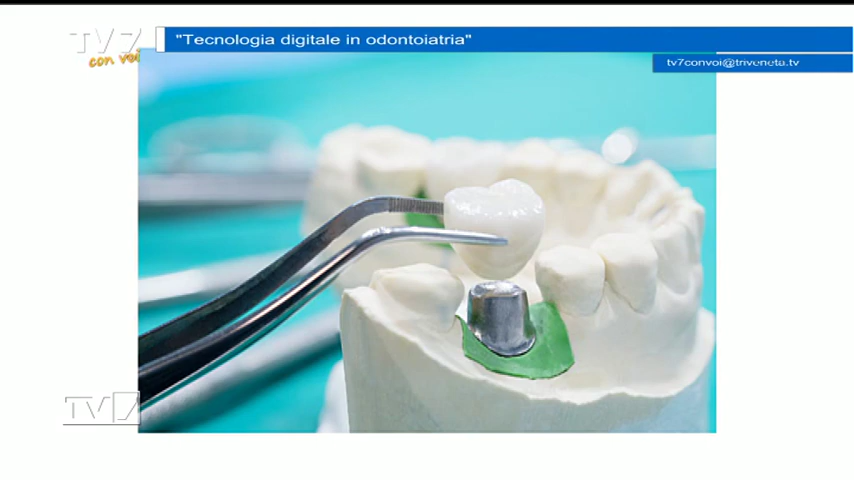 TV7
con voi
"Tecnologia digitale in odontoiatria"
tv7convoi@triveneta.tv
TV7